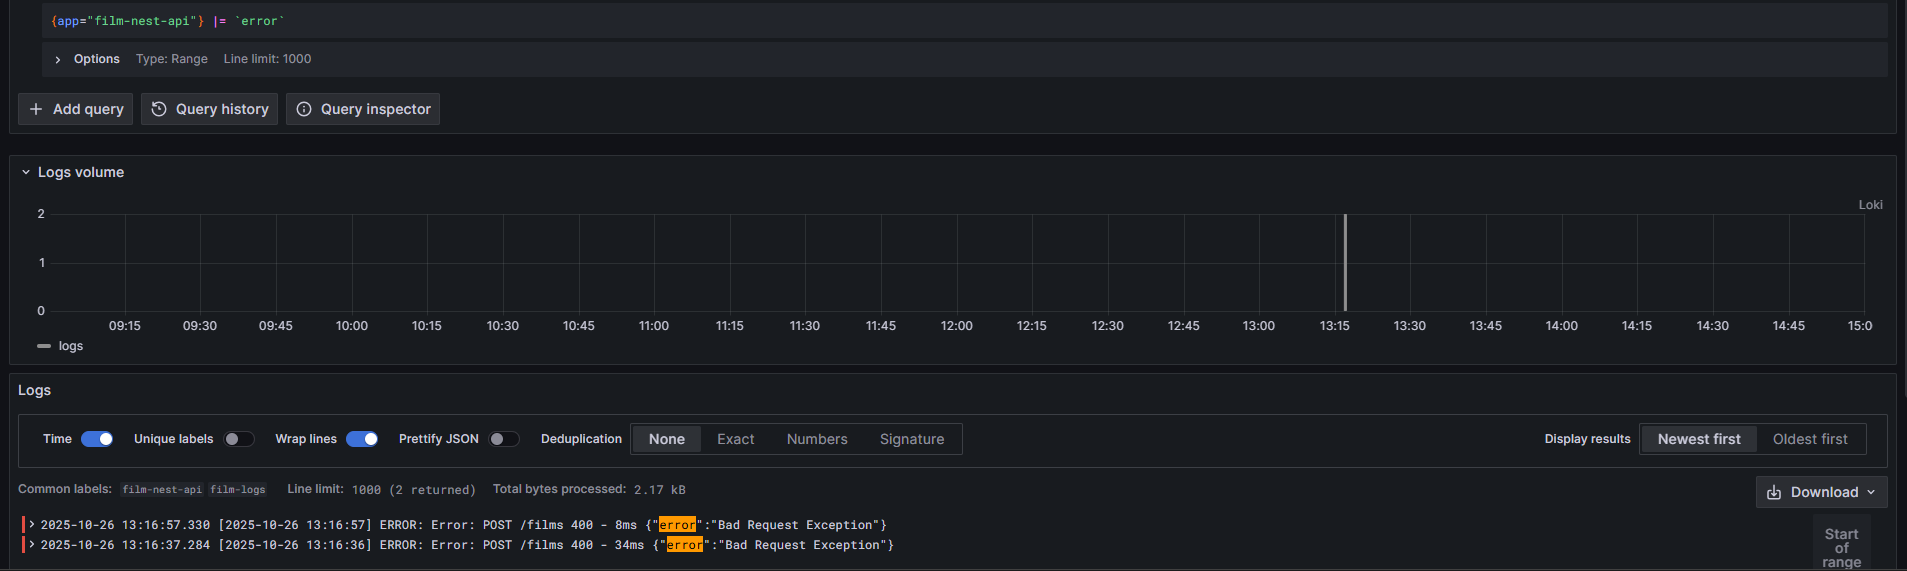 {app="film-nest-api"} |= `error`
Options Type: Range Line limit: 1000
Add query Query history Query inspector
Logs volume
Loki
2
1
0
09:15 09:30 09:45 10:00 10:15 10:30 10:45 11:00 11:15 11:30 11:45 12:00 12:15 12:30 12:45 13:00 13:15 13:30 13:45 14:00 14:15 14:30 14:45 15:0
logs
Logs
Time Unique labels Wrap lines Prettify JSON Deduplication None Exact Numbers Signature Display results Newest first Oldest first
Common labels: film-nest-api film-logs Line limit: 1000 (2 returned) Total bytes processed: 2.17 kB
Download
2025-10-26 13:16:57.330 [2025-10-26 13:16:57] ERROR: Error: POST /films 400 - 8ms {"error":"Bad Request Exception"}
2025-10-26 13:16:37.284 [2025-10-26 13:16:36] ERROR: Error: POST /films 400 - 34ms {"error":"Bad Request Exception"}
Start
of
range